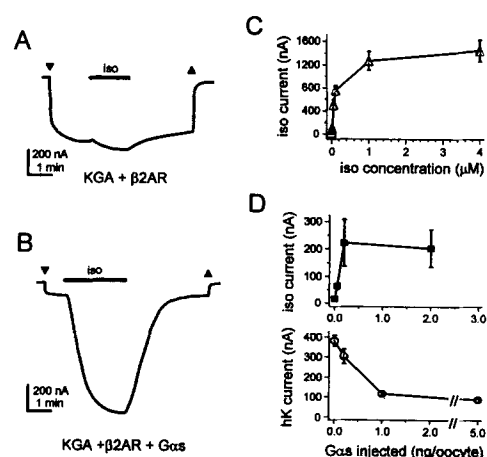 A
iso
200 nA
1 min
KGA + β2AR
B
iso
200 nA
1 min
KGA +β2AR + Gαs
C
iso current (nA)
1600
1200
800
400
0
0 1 2 3 4
iso concentration (μM)
D
iso current (nA)
300
200
100
0
0.0 1.0 2.0 3.0
hK current (nA)
400
300
200
100
0
0.0 1.0 2.0 5.0
Gαs injected (ng/oocyte)